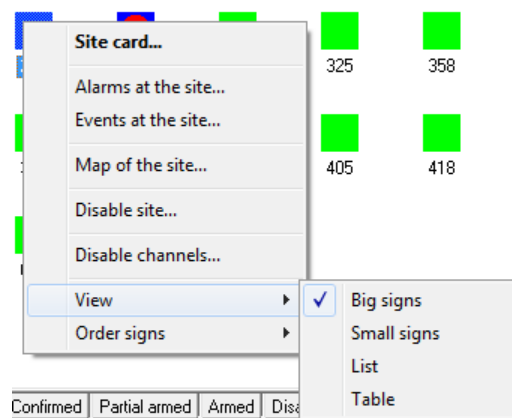 Site card...
325
358
Alarms at the site...
Events at the site...
Map of the site...
405
418
Disable site...
Disable channels...
View
Big signs
Order signs
Small signs
List
Table
Confirmed
Partial armed
Armed